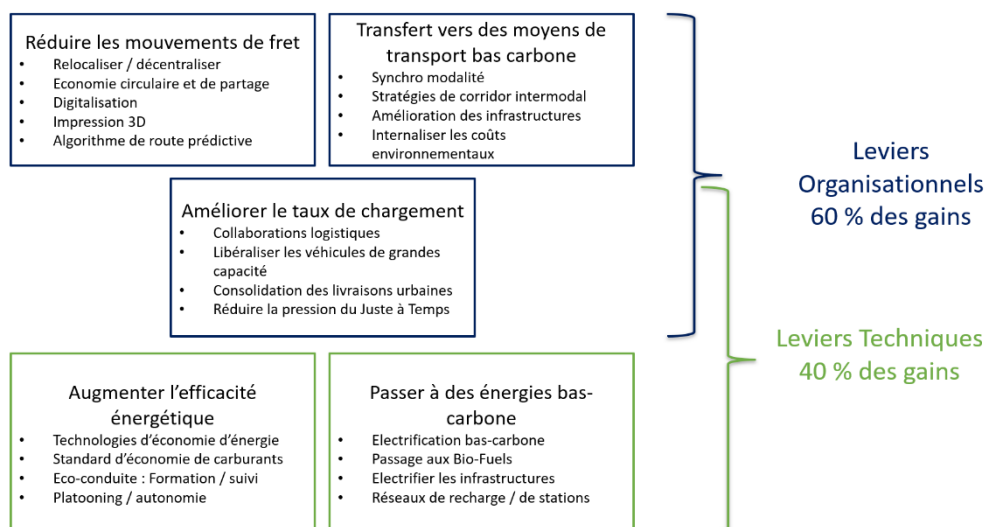 Réduire les mouvements de fret
• Relocaliser / décentraliser
• Economie circulaire et de partage
• Digitalisation
• Impression 3D
• Algorithme de route prédictive
Transfert vers des moyens de
transport bas carbone
• Synchro modalité
• Stratégies de corridor intermodal
• Amélioration des infrastructures
• Internaliser les coûts
environnementaux
Améliorer le taux de chargement
• Collaborations logistiques
• Libéraliser les véhicules de grandes
capacité
• Consolidation des livraisons urbaines
• Réduire la pression du Juste à Temps
Leviers
Organisationnels
60 % des gains
Augmenter l’efficacité
énergétique
• Technologies d’économie d’énergie
• Standard d’économie de carburants
• Eco-conduite : Formation / suivi
• Platooning / autonomie
Passer à des énergies bas-
carbone
• Electrification bas-carbone
• Passage aux Bio-Fuels
• Electrifier les infrastructures
• Réseaux de recharge / de stations
Leviers Techniques
40 % des gains